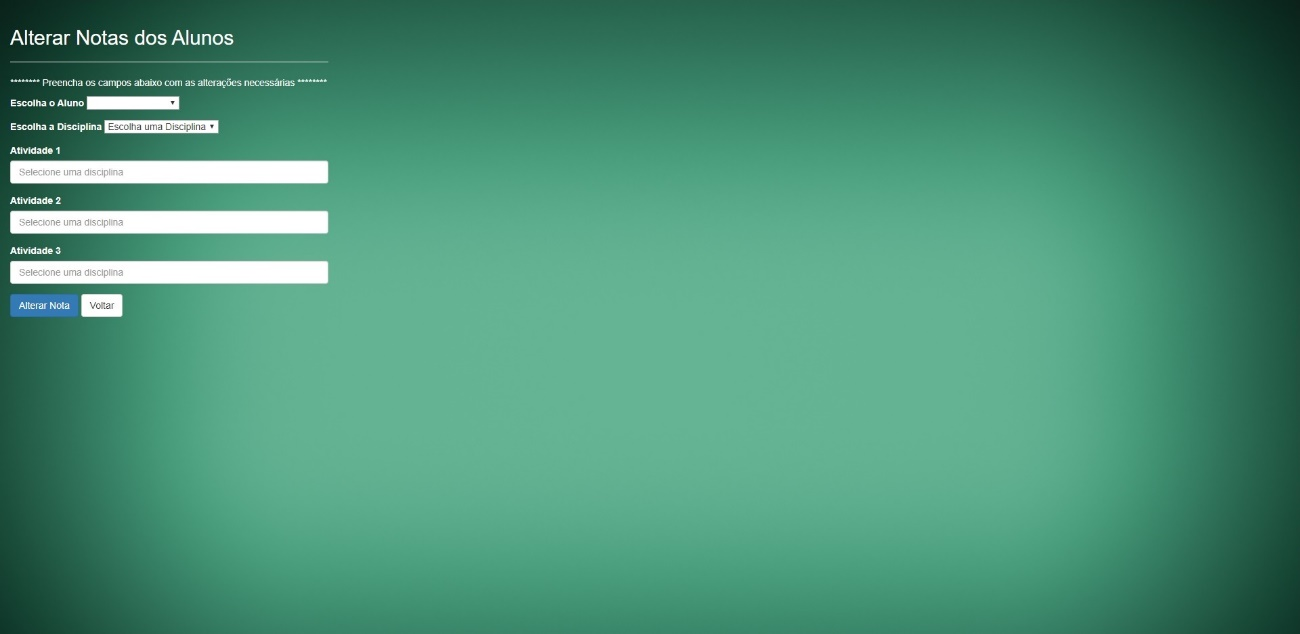 Alterar Notas dos Alunos
******** Preencha os campos abaixo com as alterações necessárias ********
Escolha o Aluno
Escolha a Disciplina Escolha uma Disciplina
Atividade 1
Selecione uma disciplina
Atividade 2
Selecione uma disciplina
Atividade 3
Selecione uma disciplina
Alterar Nota Voltar